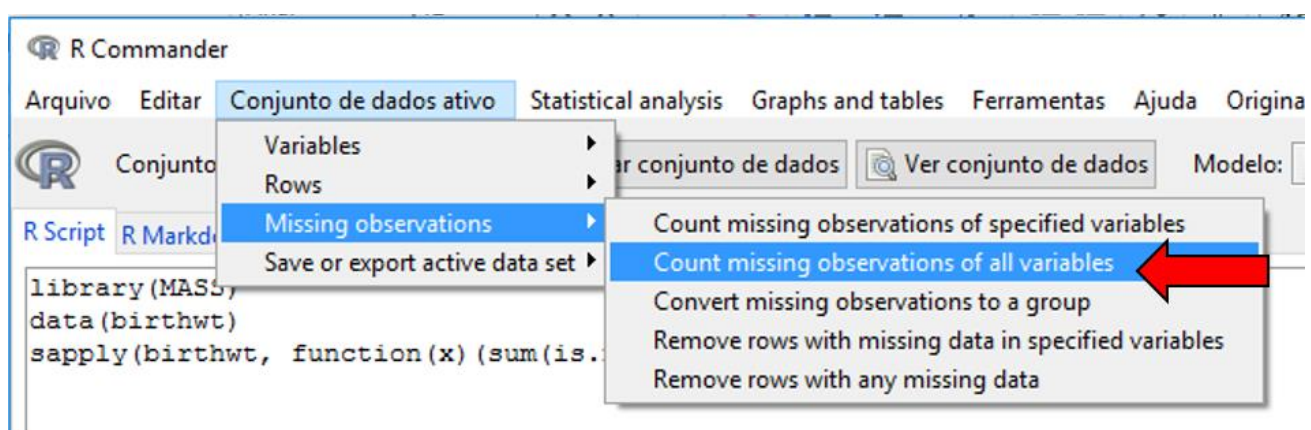 R Commander
Arquivo Editar Conjunto de dados ativo Statistical analysis Graphs and tables Ferramentas Ajuda Origina
Conjunto conjunto de dados Ver conjunto de dados Modelo:
Variables
Rows
Missing observations
Save or export active data set
Count missing observations of specified variables
Count missing observations of all variables
Convert missing observations to a group
Remove rows with missing data in specified variables
Remove rows with any missing data
R Script R Markd
library(MASS)
data(birthwt)
sapply(birthwt, function(x)(sum(is.